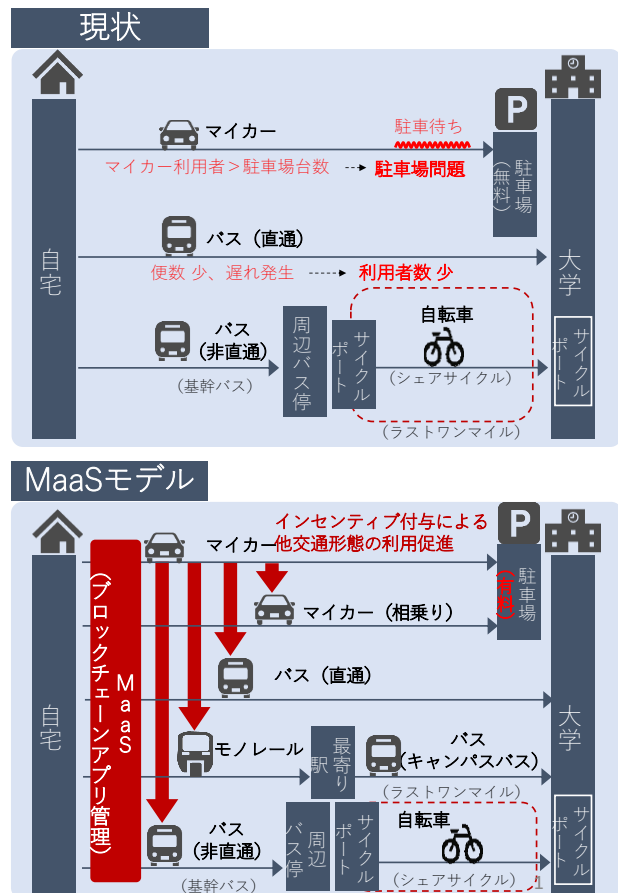 現状
P
マイカー
駐車待ち
マイカー利用者＞駐車場台数
駐車場問題
駐車場
(無料)
バス（直通）
便数 少、遅れ発生
利用者数 少
自宅
大学
バス
(非直通)
(基幹バス)
周辺バス停
サイクル
ポート
自転車
(シェアサイクル)
(ラストワンマイル)
サイクル
ポート
MaaSモデル
P
インセンティブ付与による
他交通形態の利用促進
マイカー
駐車場
(有料)
マイカー（相乗り）
MaaS
(ブロックチェーンアプリ管理)
バス（直通）
自宅
大学
モノレール
最寄り
駅
バス
(キャンパスバス)
(ラストワンマイル)
バス
(非直通)
(基幹バス)
周辺
バス停
サイクル
ポート
自転車
(シェアサイクル)
サイクル
ポート
1